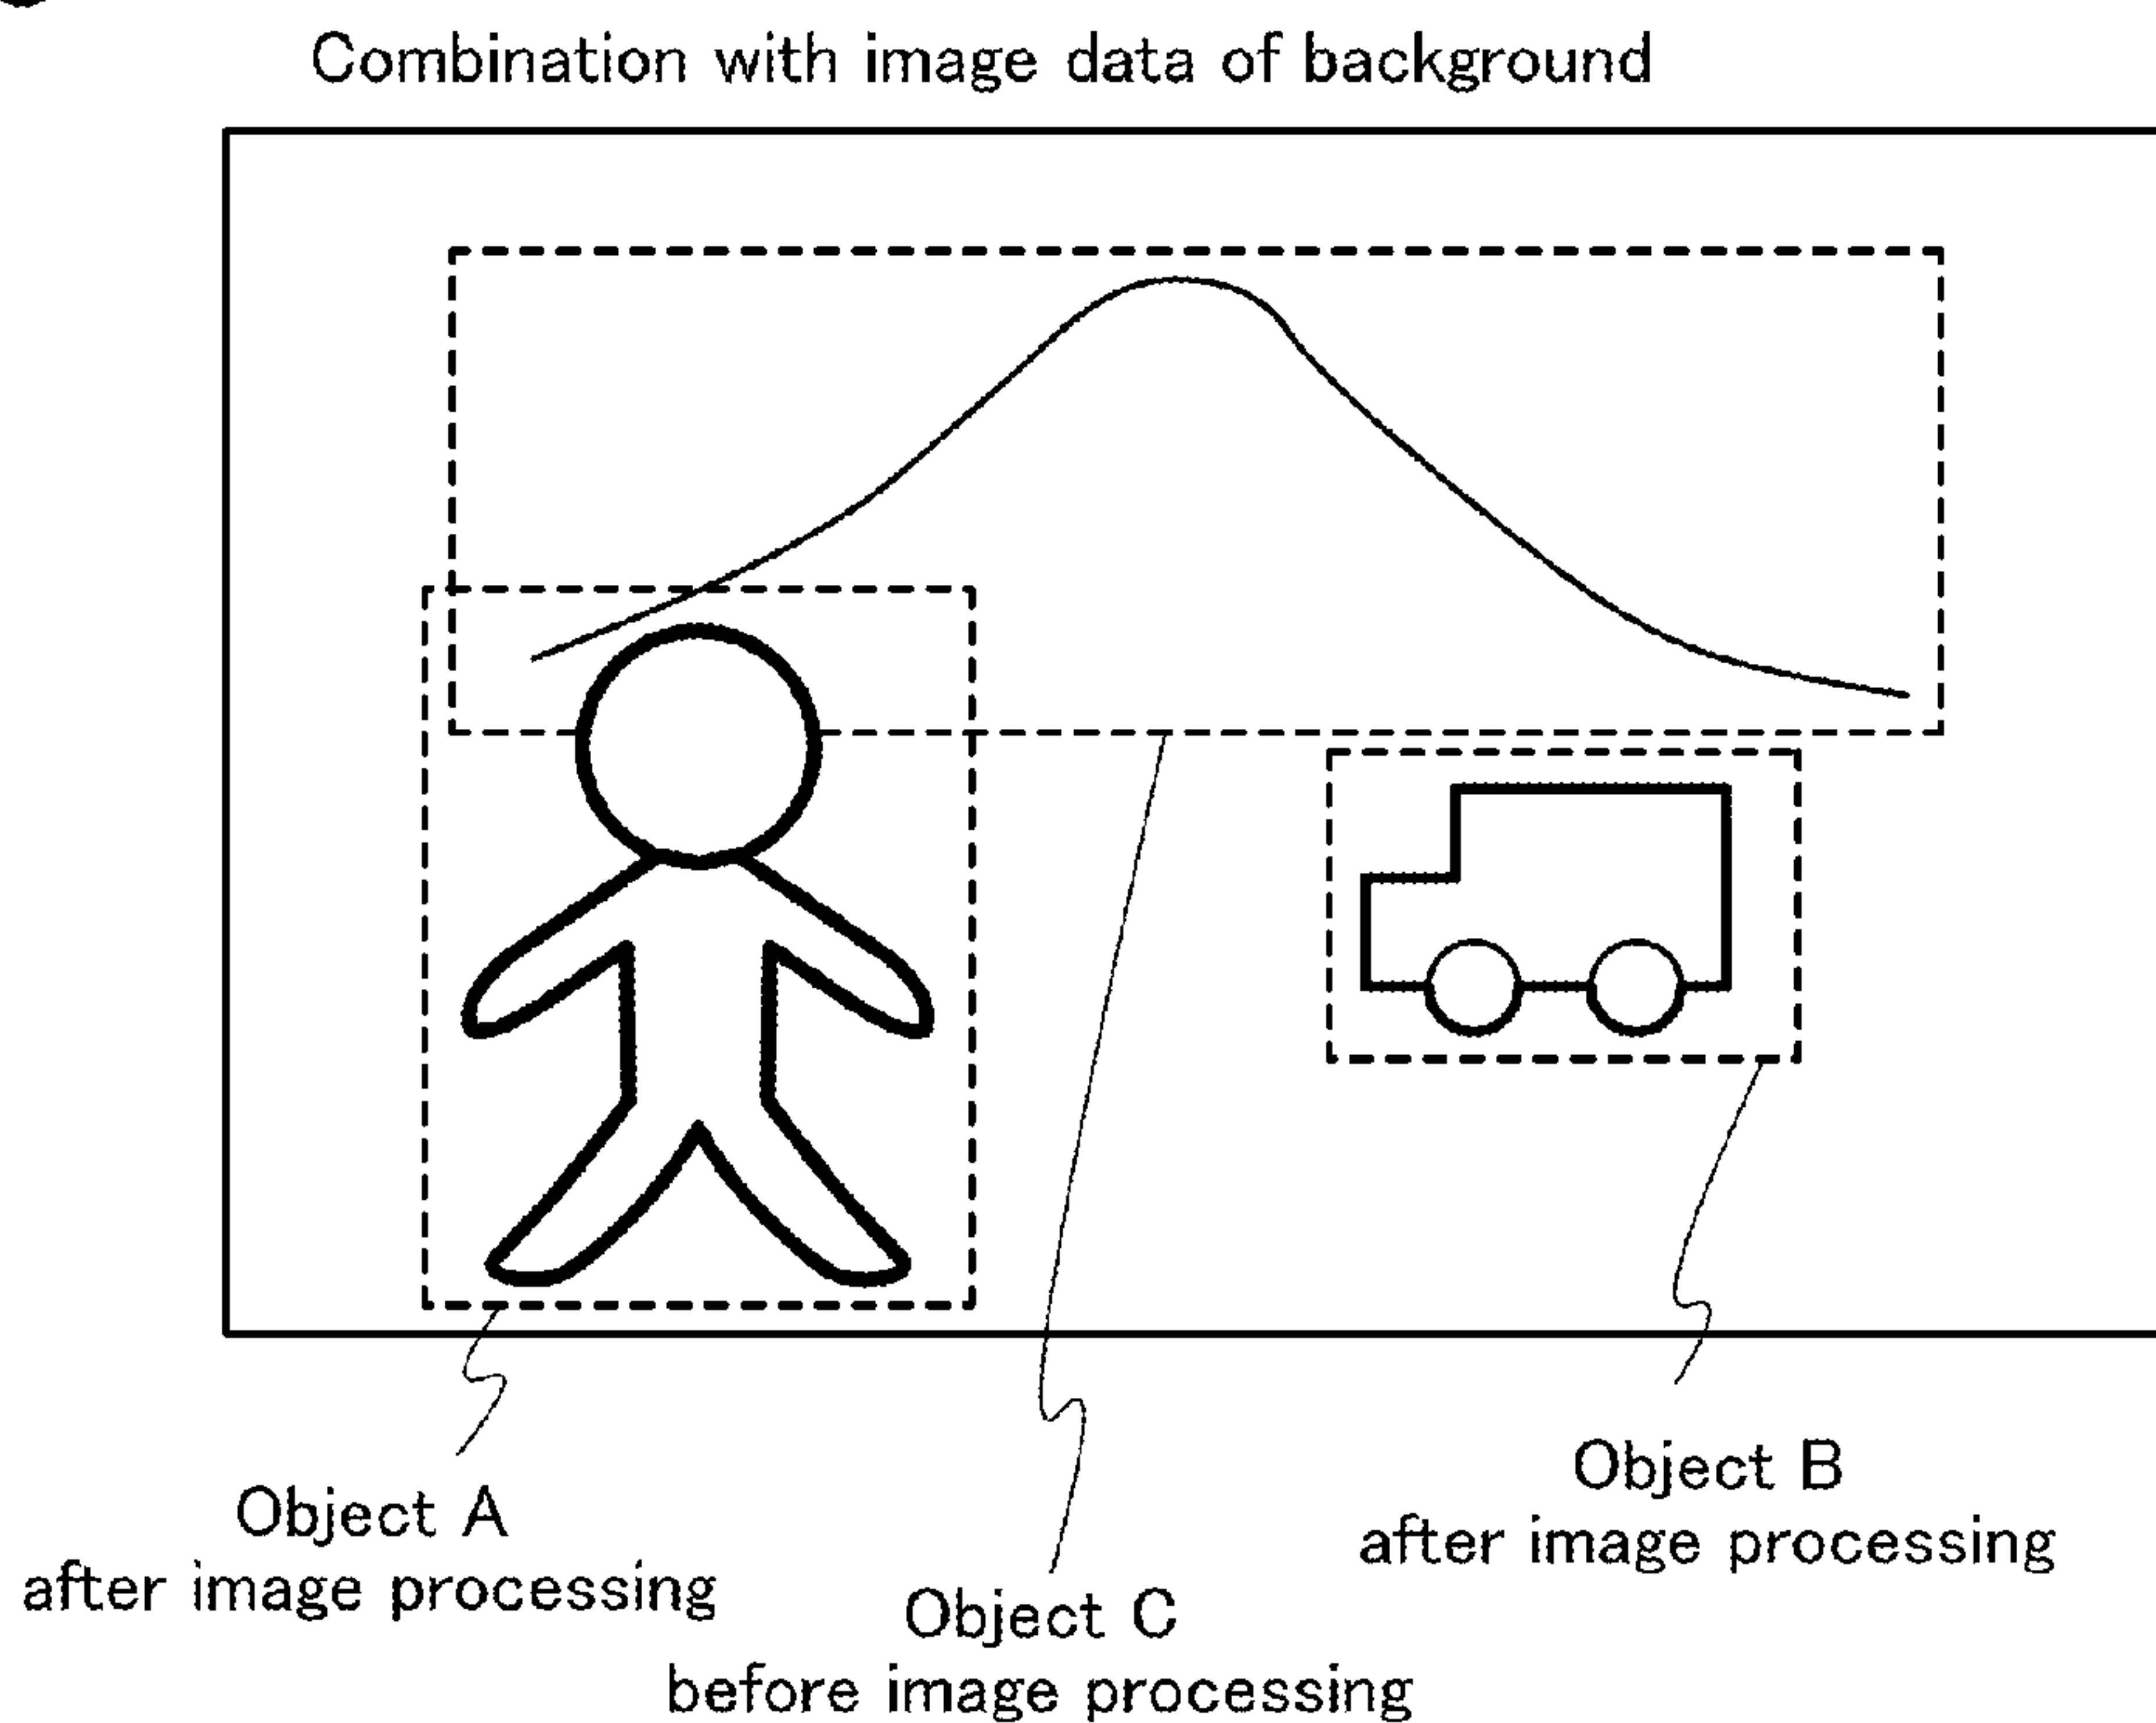 Combination with image data of background
Object A
after image processing
Object C
before image processing
Object B
after image processing